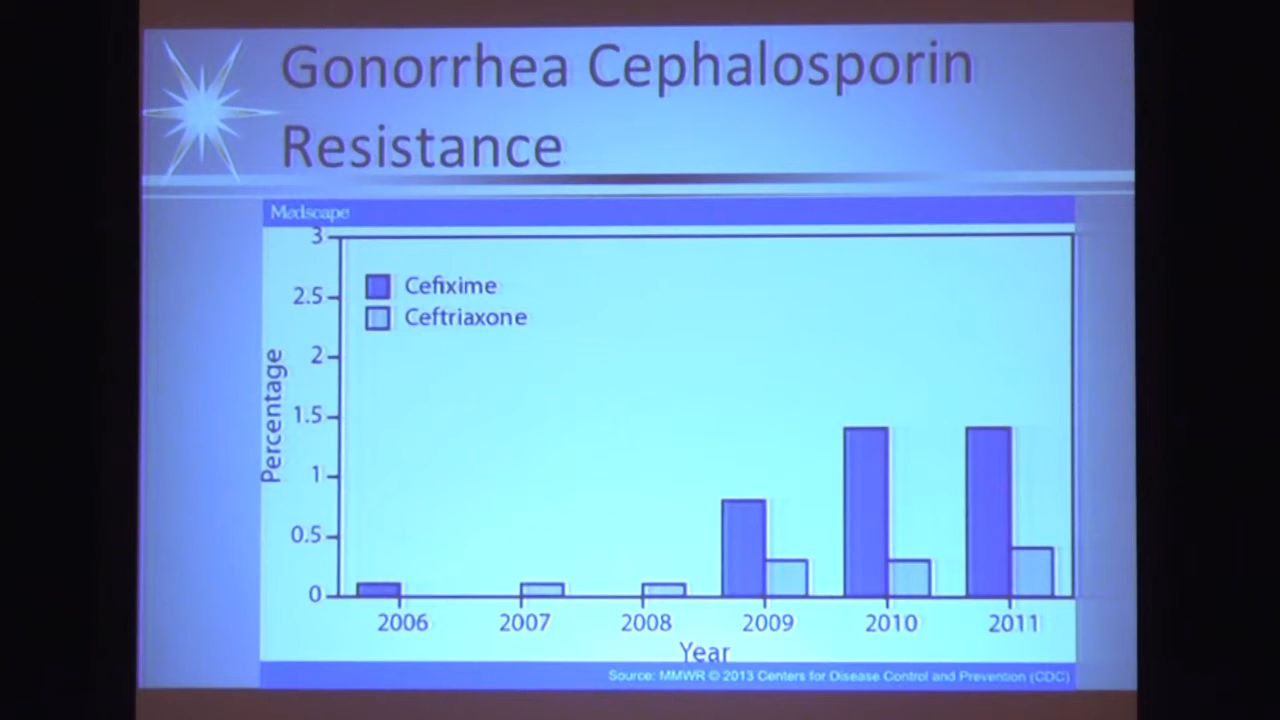 Gonorrhea Cephalosporin
Resistance
Medscape
3
2.5
2
1.5
1
0.5
0
Percentage
Cefixime
Ceftriaxone
2006 2007 2008 2009 2010 2011
Year
Source: MMWR © 2013 Centers for Disease Control and Prevention (CDC)